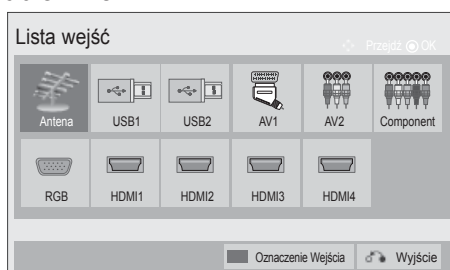 Lista wejść
Przejdź OK
Antena USB1 USB2 AV1 AV2 Component
RGB HDMI1 HDMI2 HDMI3 HDMI4
Oznaczenie Wejścia Wyjście